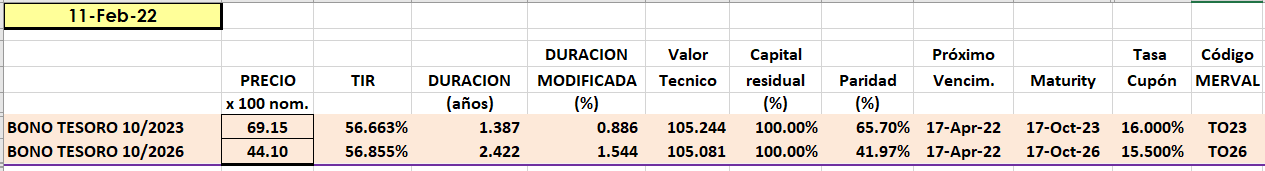 11-Feb-22
DURACION Valor Capital Próximo Tasa Código
PRECIO TIR DURACION MODIFICADA Tecnico residual Paridad Vencim. Maturity Cupón MERVAL
x 100 nom. (años) (%) (%) (%)
BONO TESORO 10/2023 69.15 56.663% 1.387 0.886 105.244 100.00% 65.70% 17-Apr-22 17-Oct-23 16.000% TO23
BONO TESORO 10/2026 44.10 56.855% 2.422 1.544 105.081 100.00% 41.97% 17-Apr-22 17-Oct-26 15.500% TO26